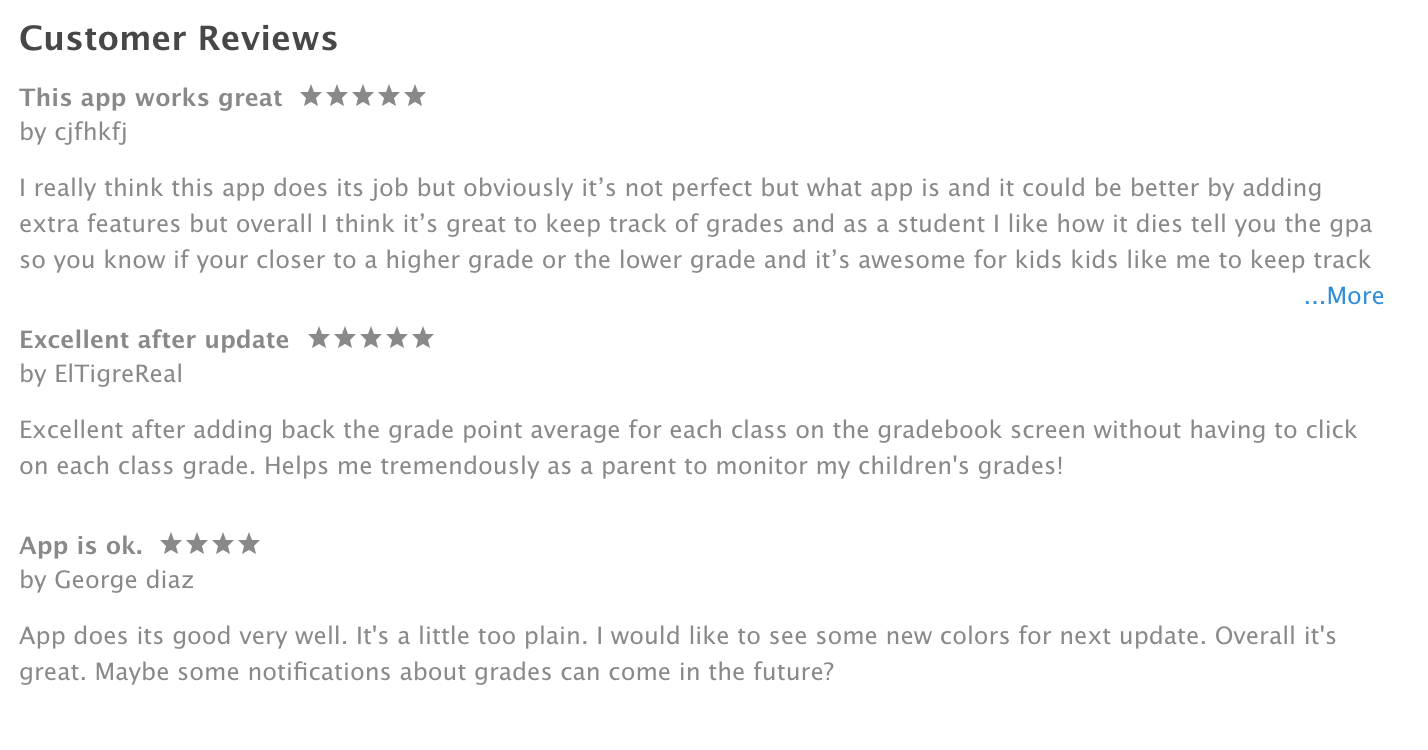 Customer Reviews
This app works great ★★★★★
by cjfhkfj
I really think this app does its job but obviously it’s not perfect but what app is and it could be better by adding
extra features but overall I think it’s great to keep track of grades and as a student I like how it dies tell you the gpa
so you know if your closer to a higher grade or the lower grade and it’s awesome for kids kids like me to keep track
...More
Excellent after update ★★★★★
by ElTigreReal
Excellent after adding back the grade point average for each class on the gradebook screen without having to click
on each class grade. Helps me tremendously as a parent to monitor my children's grades!
App is ok. ★★★★
by George diaz
App does its good very well. It's a little too plain. I would like to see some new colors for next update. Overall it's
great. Maybe some notifications about grades can come in the future?